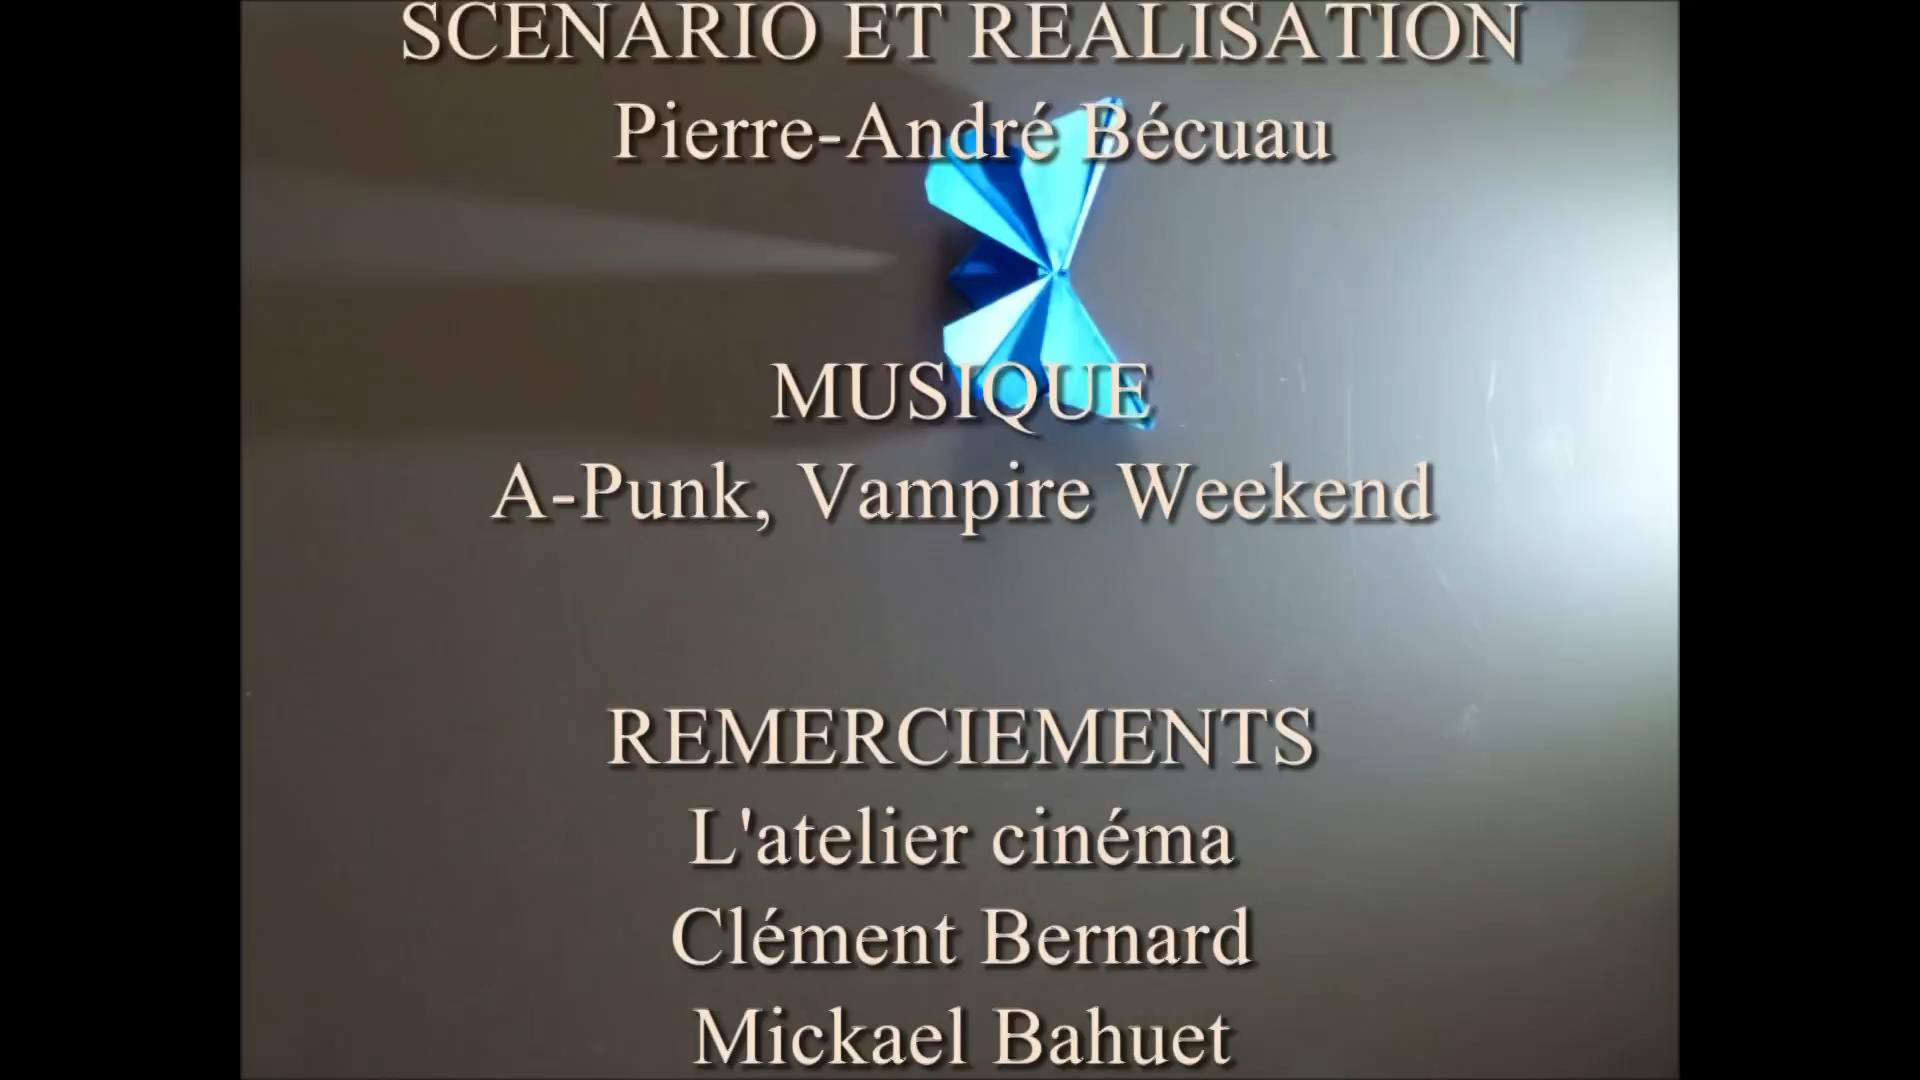 SCENARIO ET REALISATION
Pierre-André Bécuau
MUSIQUE
A-Punk, Vampire Weekend
REMERCIEMENTS
L'atelier cinéma
Clément Bernard
Mickael Bahuet